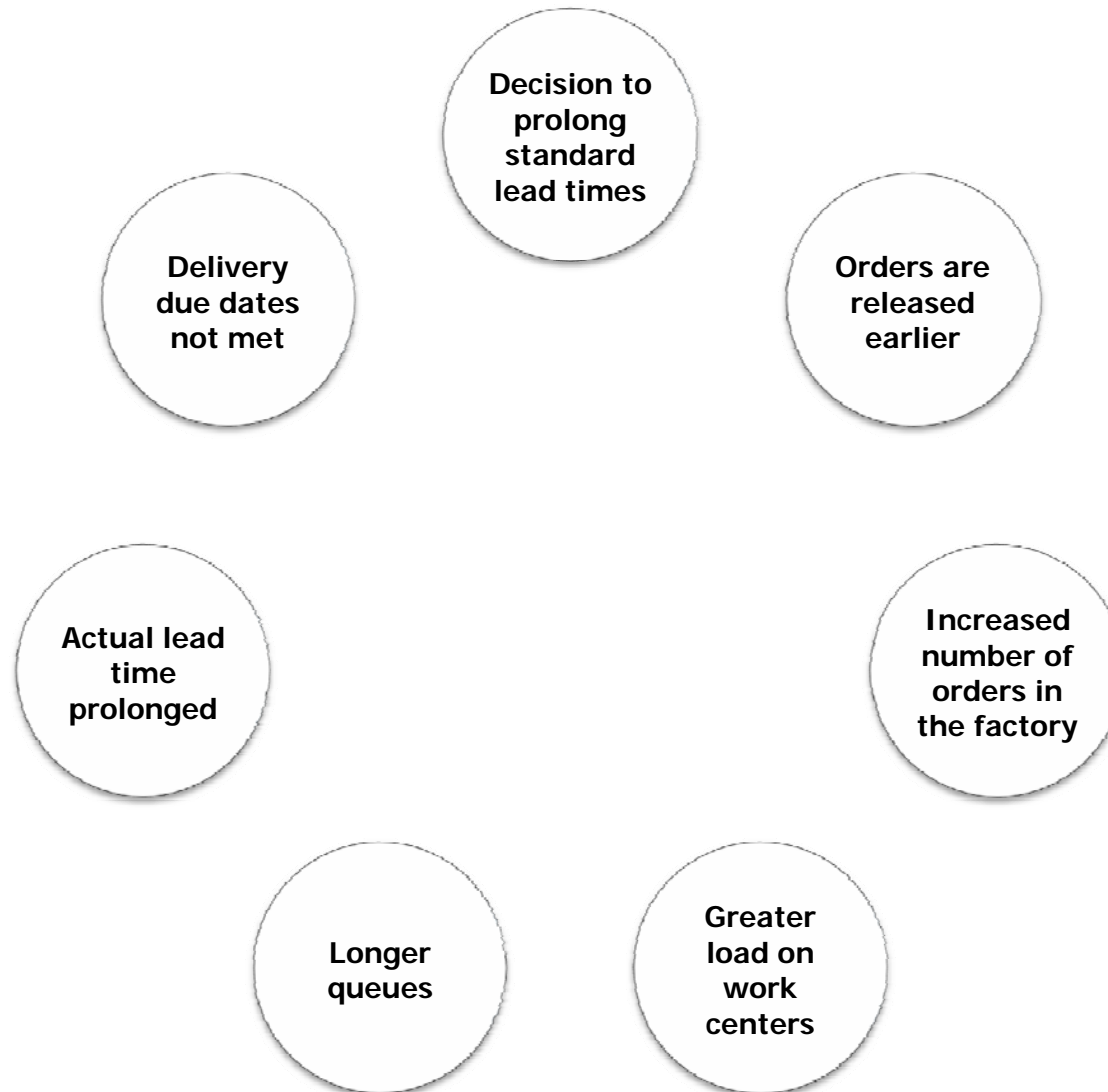 Decision to
prolong
standard
lead times
Orders are
released
earlier
Increased
number of
orders in
the factory
Greater
load on
work
centers
Longer
queues
Actual lead
time
prolonged
Delivery
due dates
not met